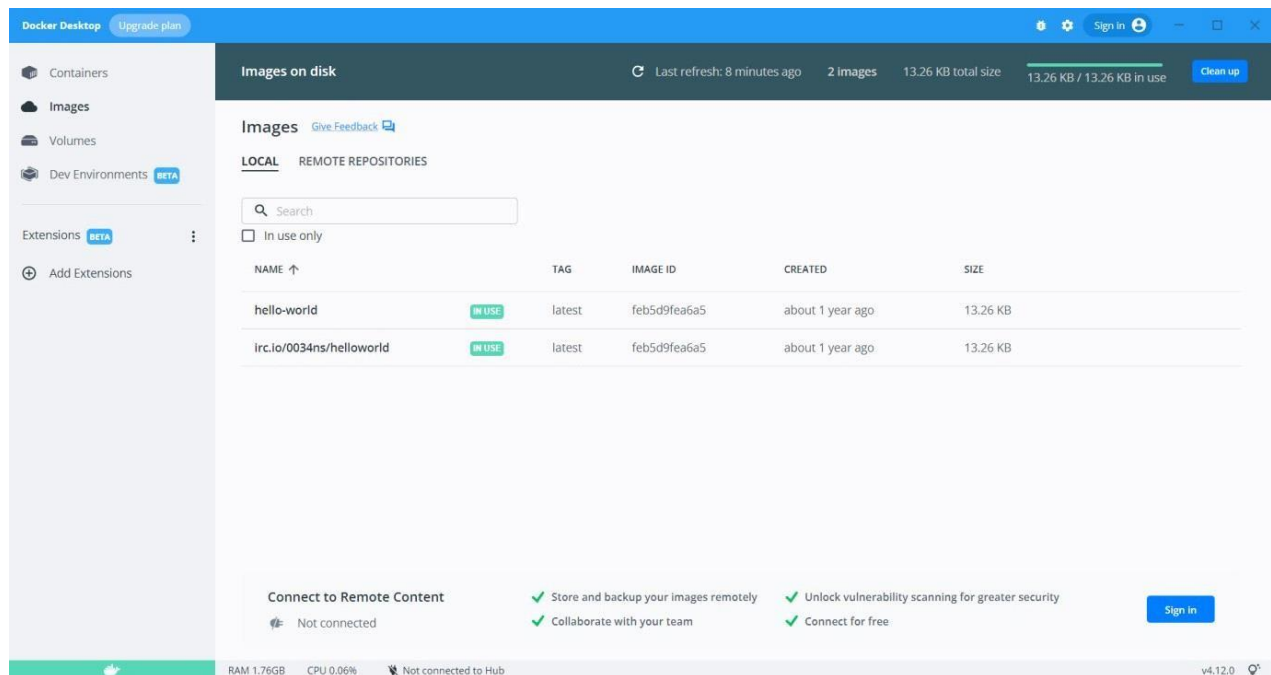 Docker Desktop Upgrade plan Sign in
Containers
Images
Volumes
Dev Environments BETA
Extensions BETA
Add Extensions
Images on disk Last refresh: 8 minutes ago 2 images 13.26 KB total size 13.26 KB / 13.26 KB in use Clean up
Images Give Feedback
LOCAL REMOTE REPOSITORIES
Search
In use only
NAME TAG IMAGE ID CREATED SIZE
hello-world IN USE latest feb5d9fea6a5 about 1 year ago 13.26 KB
irc.io/0034ns/helloworld IN USE latest feb5d9fea6a5 about 1 year ago 13.26 KB
Connect to Remote Content
Not connected
Store and backup your images remotely
Collaborate with your team
Unlock vulnerability scanning for greater security
Connect for free
Sign in
RAM 1.76GB CPU 0.06% Not connected to Hub v4.12.0